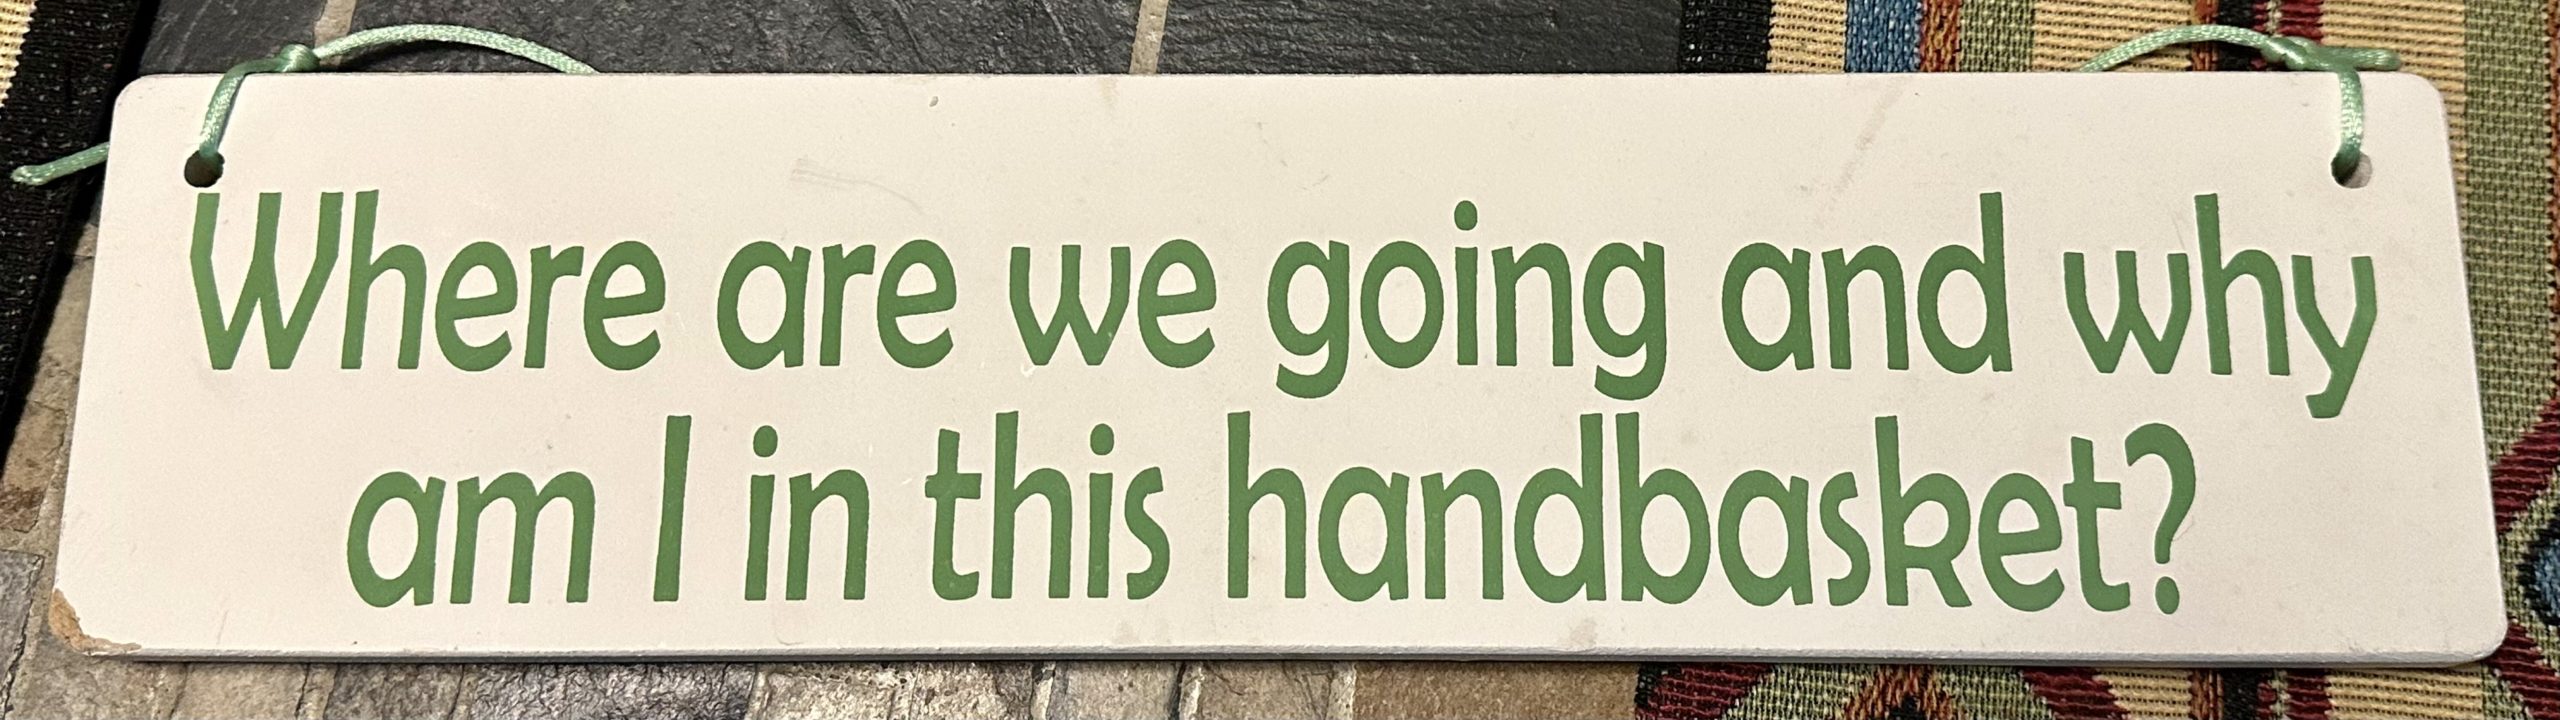 Where are we going and why
am I in this handbasket?